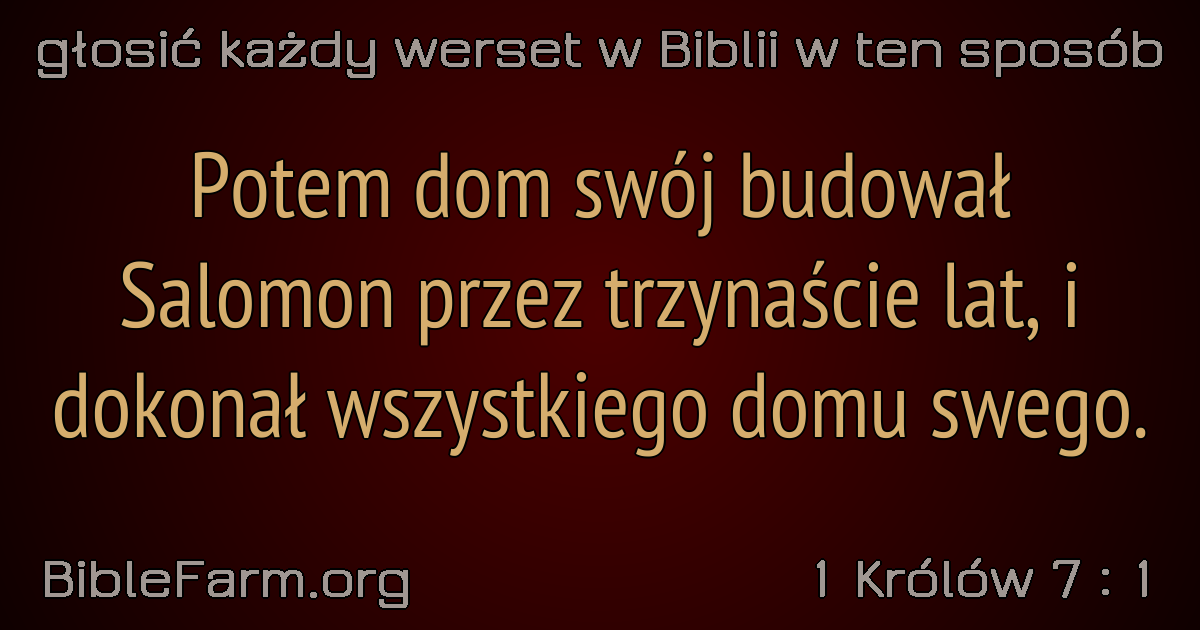 głosić każdy werset w Biblii w ten sposób
Potem dom swój budował
Salomon przez trzynaście lat, i
dokonał wszystkiego domu swego.
BibleFarm.org
1 Królów 7 : 1